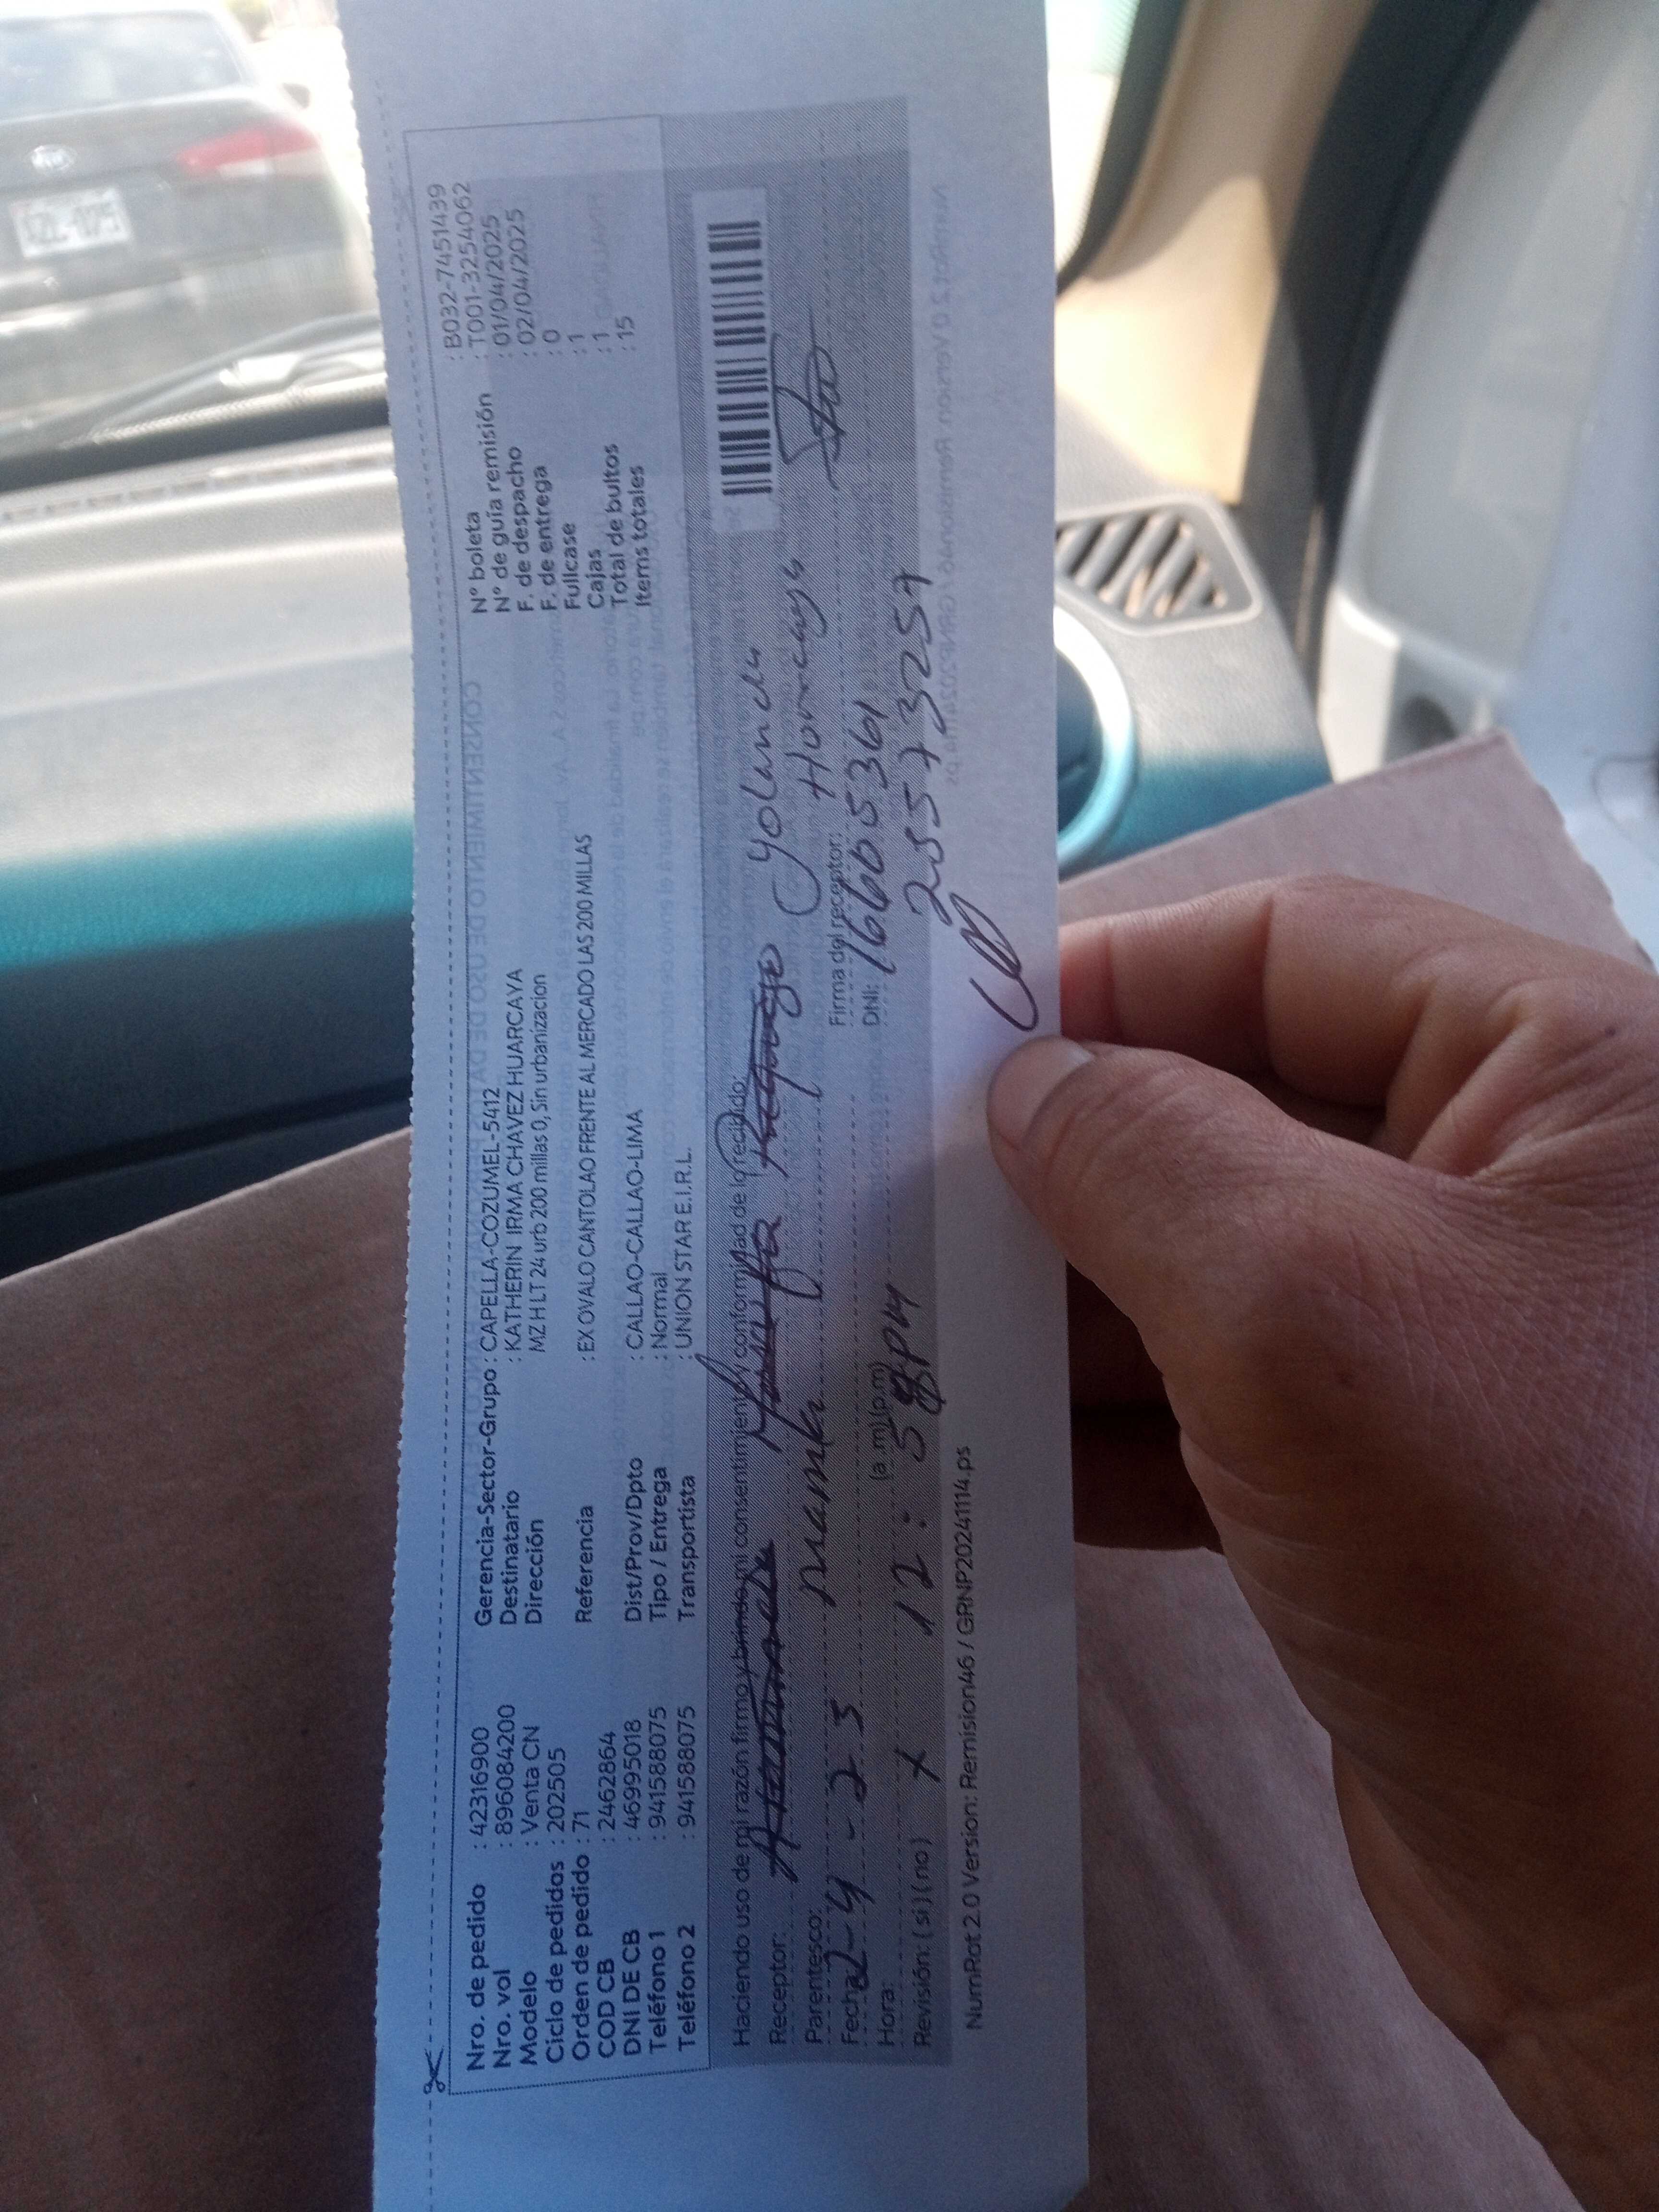 Nro. de pedido : 42316900
Nro. vol : 896084200
Modelo : Venta CN
Ciclo de pedidos : 202505
Orden de pedido : 71
COD CB : 2462864
DNI DE CB : 46995018
Teléfono 1 : 941588075
Teléfono 2 : 941588075
Gerencia-Sector-Grupo : CAPELLA-COZUMEL-5412
Destinatario : KATHERIN IRMA CHAVEZ HUARCAYA
Dirección MZ H LT 24 urb 200 millas 0, Sin urbanizacion
Referencia : EX OVALO CANTOLAO FRENTE AL MERCADO LAS 200 MILLAS
Dist/Prov/Dpto : CALLAO-CALLAO-LIMA
Tipo / Entrega : Normal
Transportista : UNION STAR E.I.R.L.
N° boleta : B032-7451439
N° de guía remisión : T001-3254062
F. de despacho : 01/04/2025
F. de entrega : 02/04/2025
Fullcase : 0
Cajas : 1
Total de bultos : 1
Items totales : 15
Haciendo uso de mi razón firmo y brindo mi consentimiento y conformidad de lo recibido:
Receptor: yolanda
Parentesco:
Firma del receptor:
Fecha: 2-4-25
DNI: 16605361
Hora: 12:58 PM (a.m) (p.m)
25573257
Revisión: (si) (no) x
NumRot 2.0 Version: Remision46 / GRNP20241114.ps